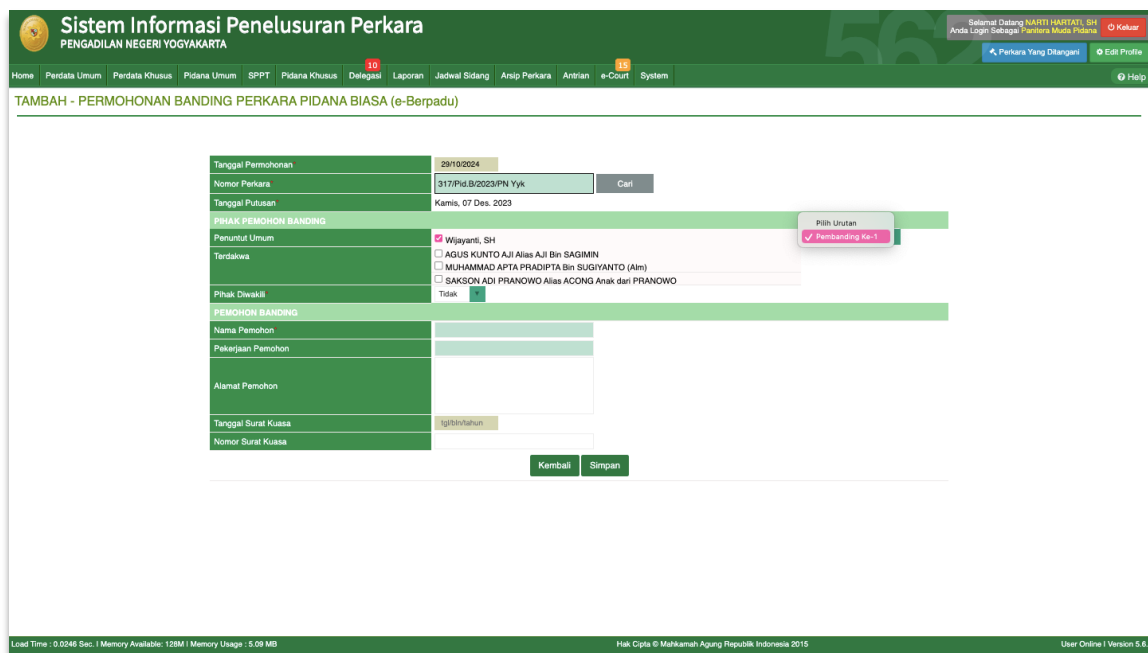 Sistem Informasi Penelusuran Perkara
PENGADILAN NEGERI YOGYAKARTA
562
Selamat Datang NARTI HARTATI, SH
Anda Login Sebagai Panitera Muda Pidana
Keluar
Perkara Yang Ditangani
Edit Profile
10
15
Home Perdata Umum Perdata Khusus Pidana Umum SPPT Pidana Khusus Delegasi Laporan Jadwal Sidang Arsip Perkara Antrian e-Court System
Help
TAMBAH - PERMOHONAN BANDING PERKARA PIDANA BIASA (e-Berpadu)
Tanggal Permohonan* 29/10/2024
Nomor Perkara* 317/Pid.B/2023/PN Yyk Cari
Tanggal Putusan* Kamis, 07 Des. 2023
PIHAK PEMOHON BANDING
Pilih Urutan
Penuntut Umum Wijayanti, SH ✓ Pembanding Ke-1
Terdakwa AGUS KUNTO AJI Alias AJI Bin SAGIMIN
MUHAMMAD APTA PRADIPTA Bin SUGIYANTO (Alm)
SAKSON ADI PRANOWO Alias ACONG Anak dari PRANOWO
Pihak Diwakili* Tidak
PEMOHON BANDING
Nama Pemohon*
Pekerjaan Pemohon
Alamat Pemohon
Tanggal Surat Kuasa tgl/bln/tahun
Nomor Surat Kuasa
Kembali Simpan
Load Time : 0.0246 Sec. | Memory Available: 128M | Memory Usage : 5.09 MB
Hak Cipta © Mahkamah Agung Republik Indonesia 2015
User Online | Version 5.6.